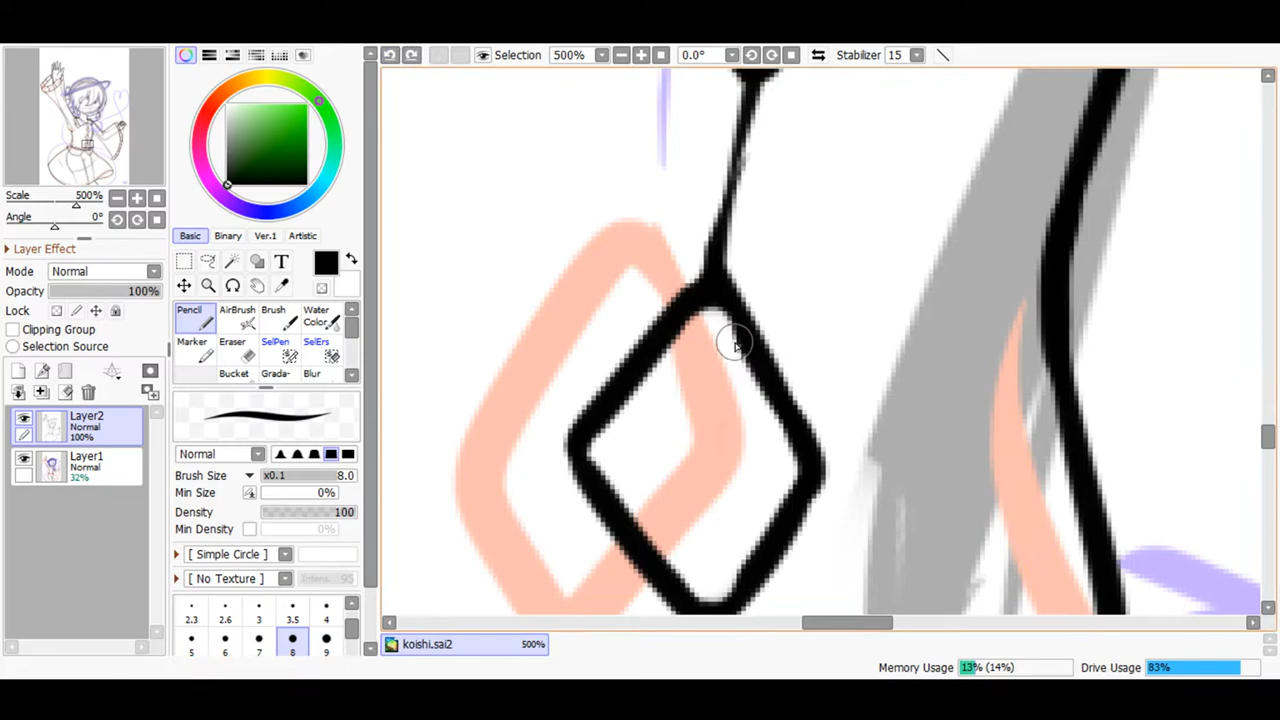 Selection 500% 0.0° Stabilizer 15
Scale 500%
Angle 0°
Layer Effect
Mode Normal
Opacity 100%
Lock
Clipping Group
Selection Source
Layer2
Normal
100%
Layer1
Normal
32%
Basic Binary Ver.1 Artistic
T
Pencil AirBrush Brush Water Color
Marker Eraser SelPen SelErs
Bucket Grada- Blur
Normal
Brush Size x0.1 8.0
Min Size 0%
Density 100
Min Density 0%
[ Simple Circle ]
[ No Texture ] Intens. 95
2.3 2.6 3 3.5 4
5 6 7 8 9
koishi.sai2 500%
Memory Usage 13% (14%) Drive Usage 83%